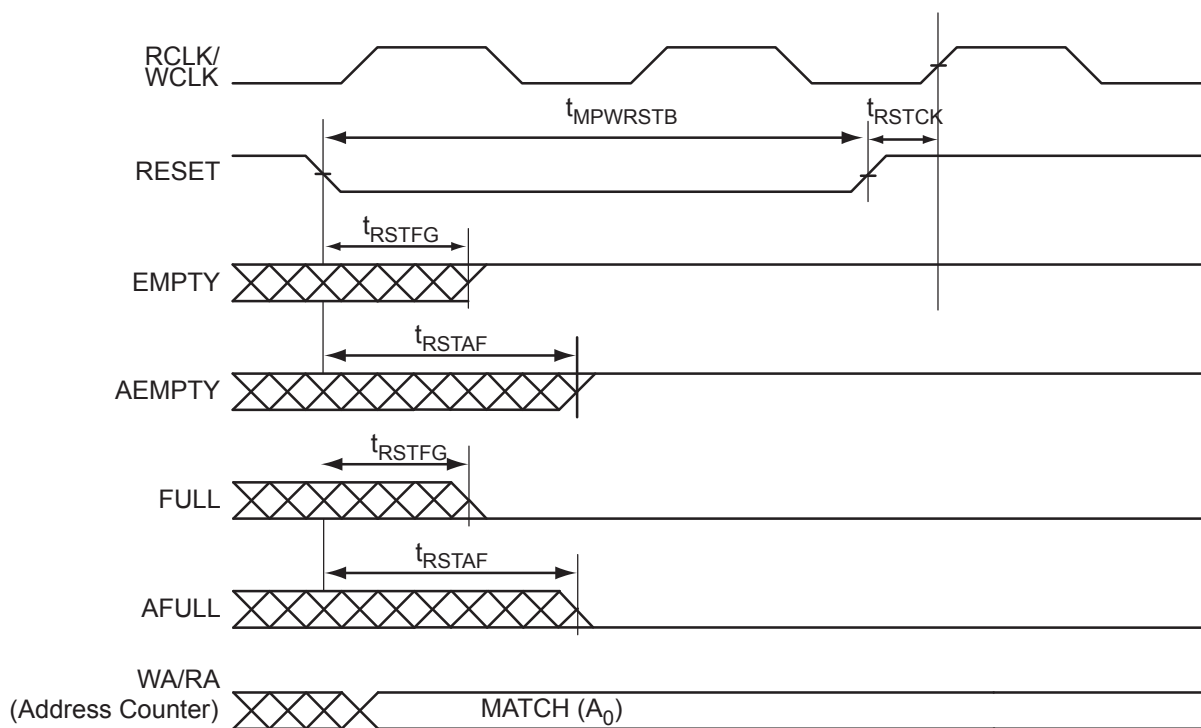 RCLK/
WCLK
tMPWRSTB
tRSTCK
RESET
tRSTFG
EMPTY
tRSTAF
AEMPTY
tRSTFG
FULL
tRSTAF
AFULL
WA/RA
(Address Counter)
MATCH (A0)